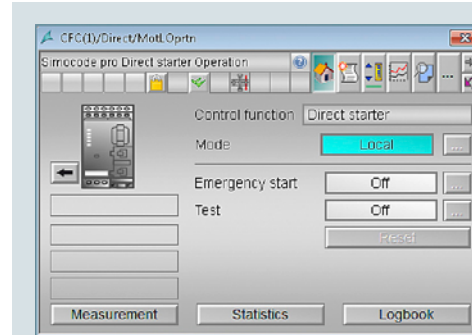 CFC(1)/Direct/MotLOprtn
Simocode pro Direct starter Operation
...
Control function Direct starter
Mode Local ...
Emergency start Off ...
Test Off ...
Reset
Measurement Statistics Logbook